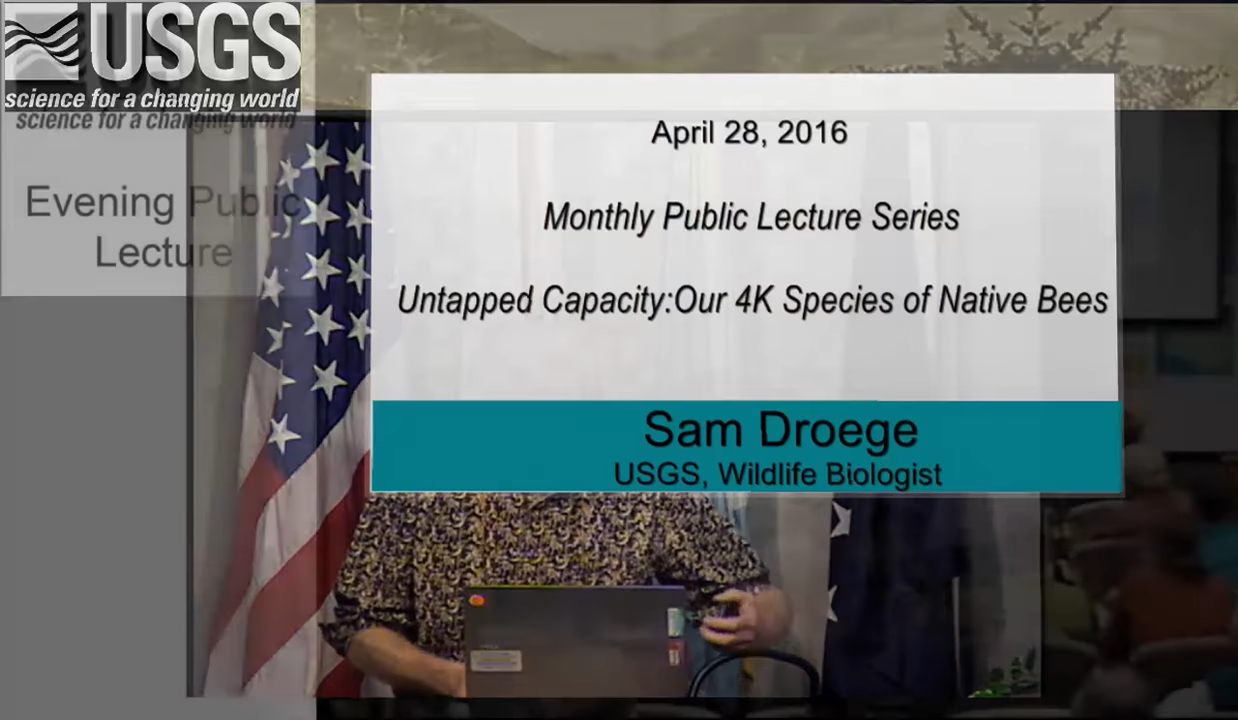 USGS
science for a changing world
science for a changing world
Evening Public
Lecture
April 28, 2016
Monthly Public Lecture Series
Untapped Capacity:Our 4K Species of Native Bees
Sam Droege
USGS, Wildlife Biologist